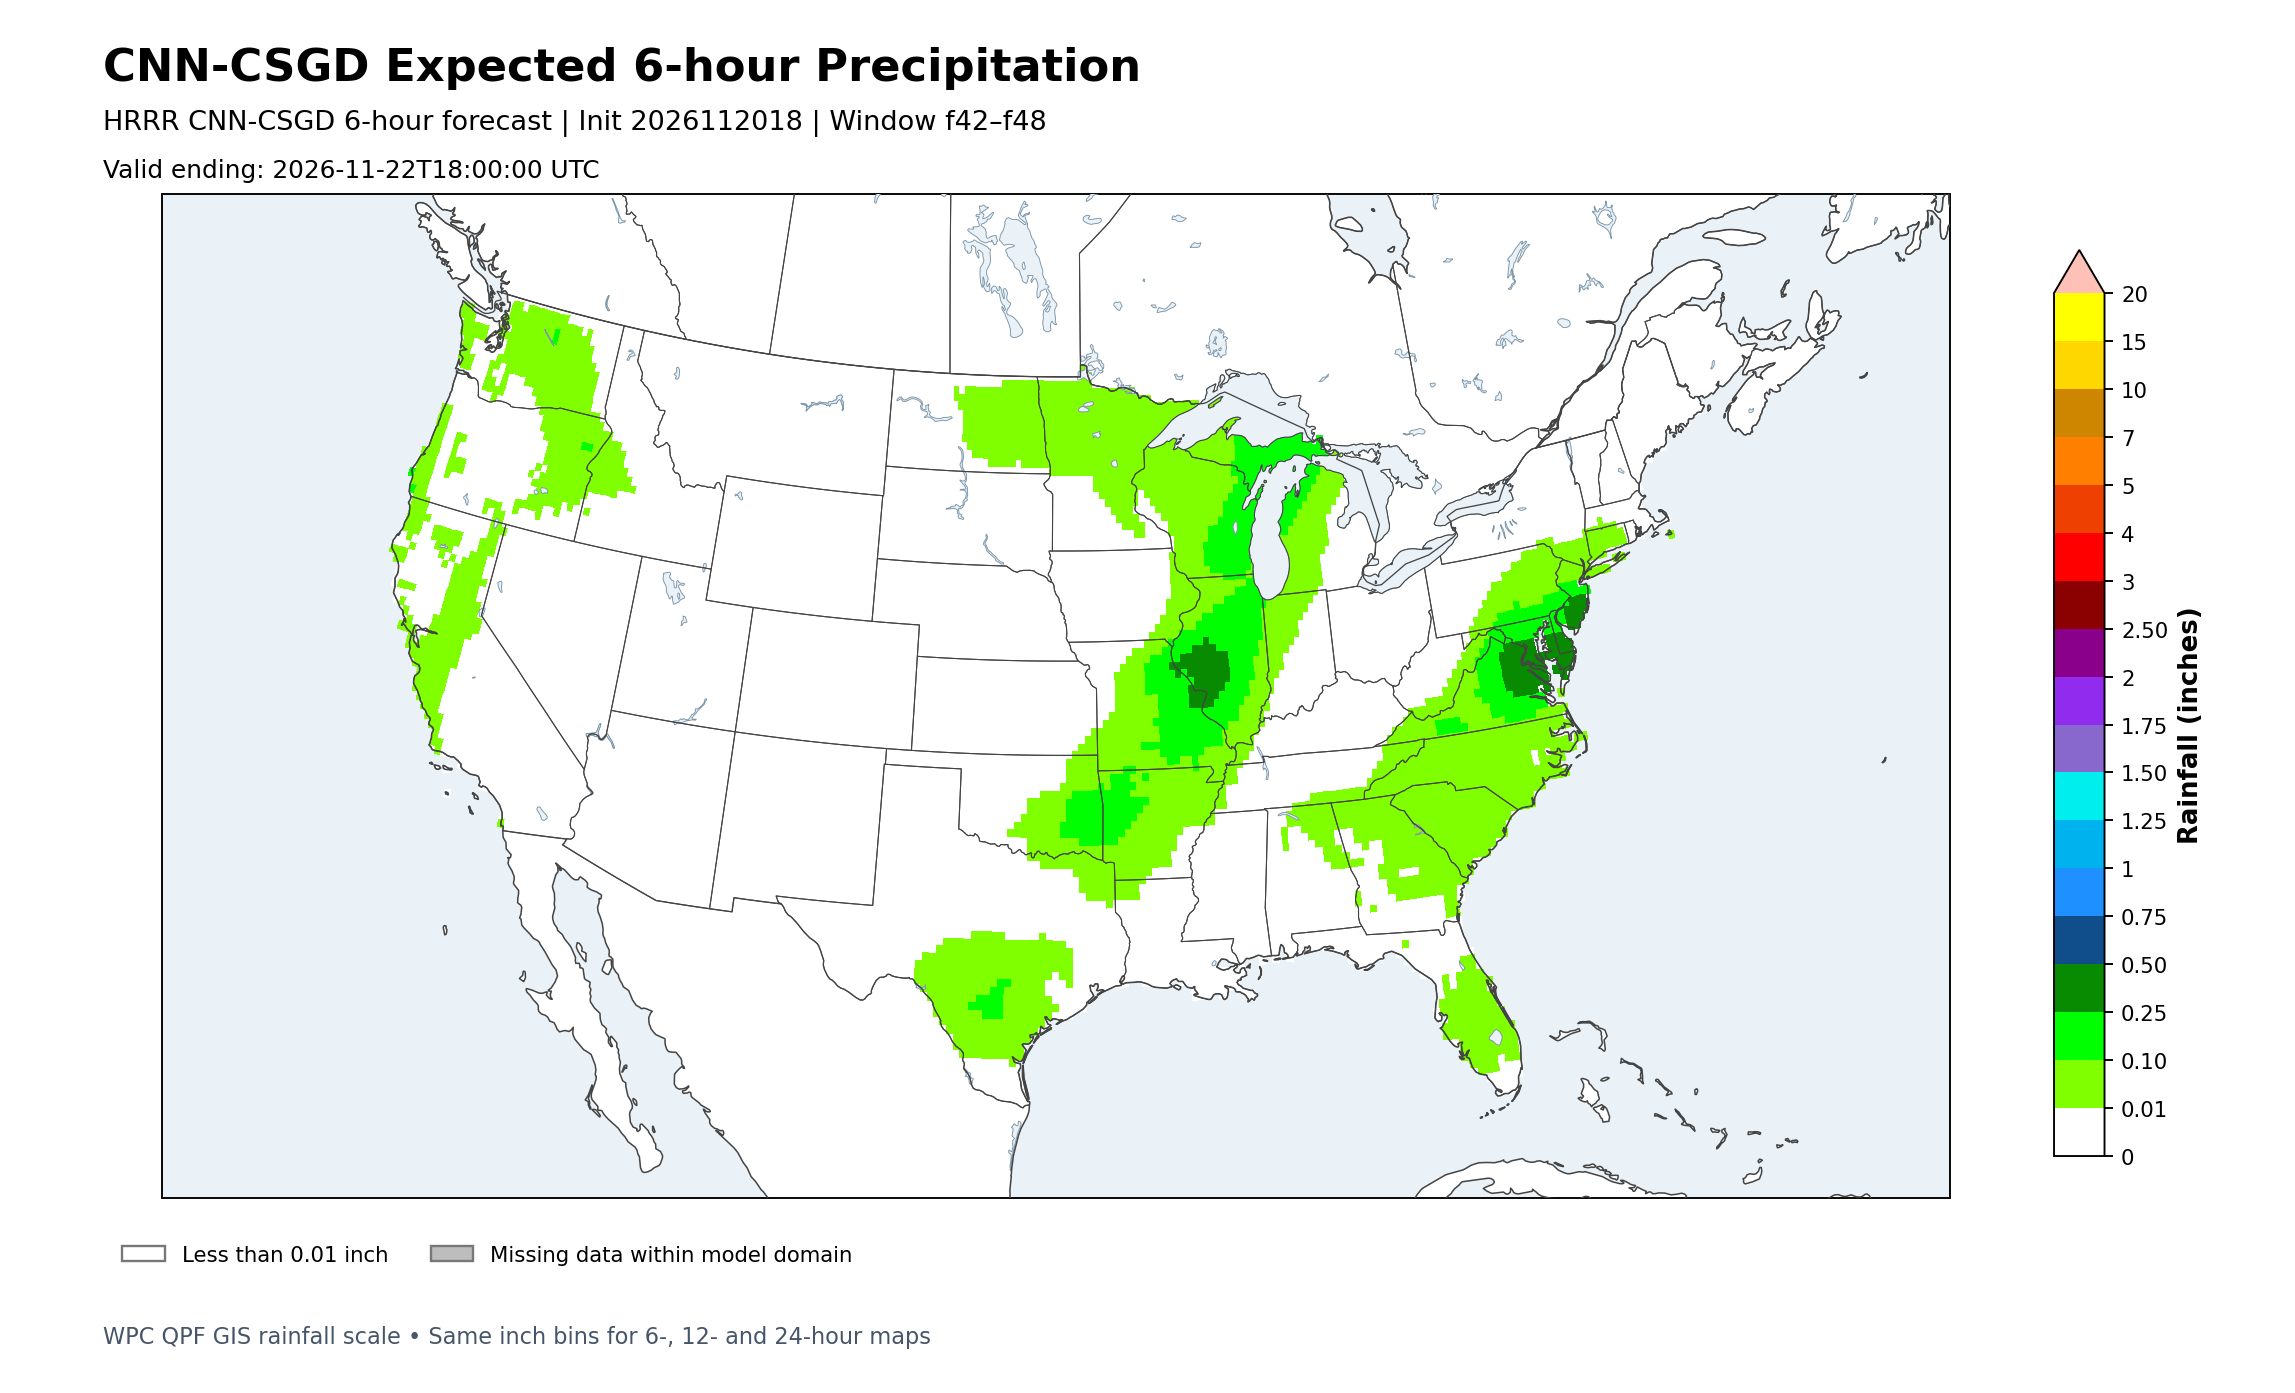 CNN-CSGD Expected 6-hour Precipitation
HRRR CNN-CSGD 6-hour forecast | Init 2026112018 | Window f42–f48
Valid ending: 2026-11-22T18:00:00 UTC
20
15
10
7
5
4
3
2.50
2
1.75
1.50
1.25
1
0.75
0.50
0.25
0.10
0.01
0
Rainfall (inches)
Less than 0.01 inch
Missing data within model domain
WPC QPF GIS rainfall scale • Same inch bins for 6-, 12- and 24-hour maps